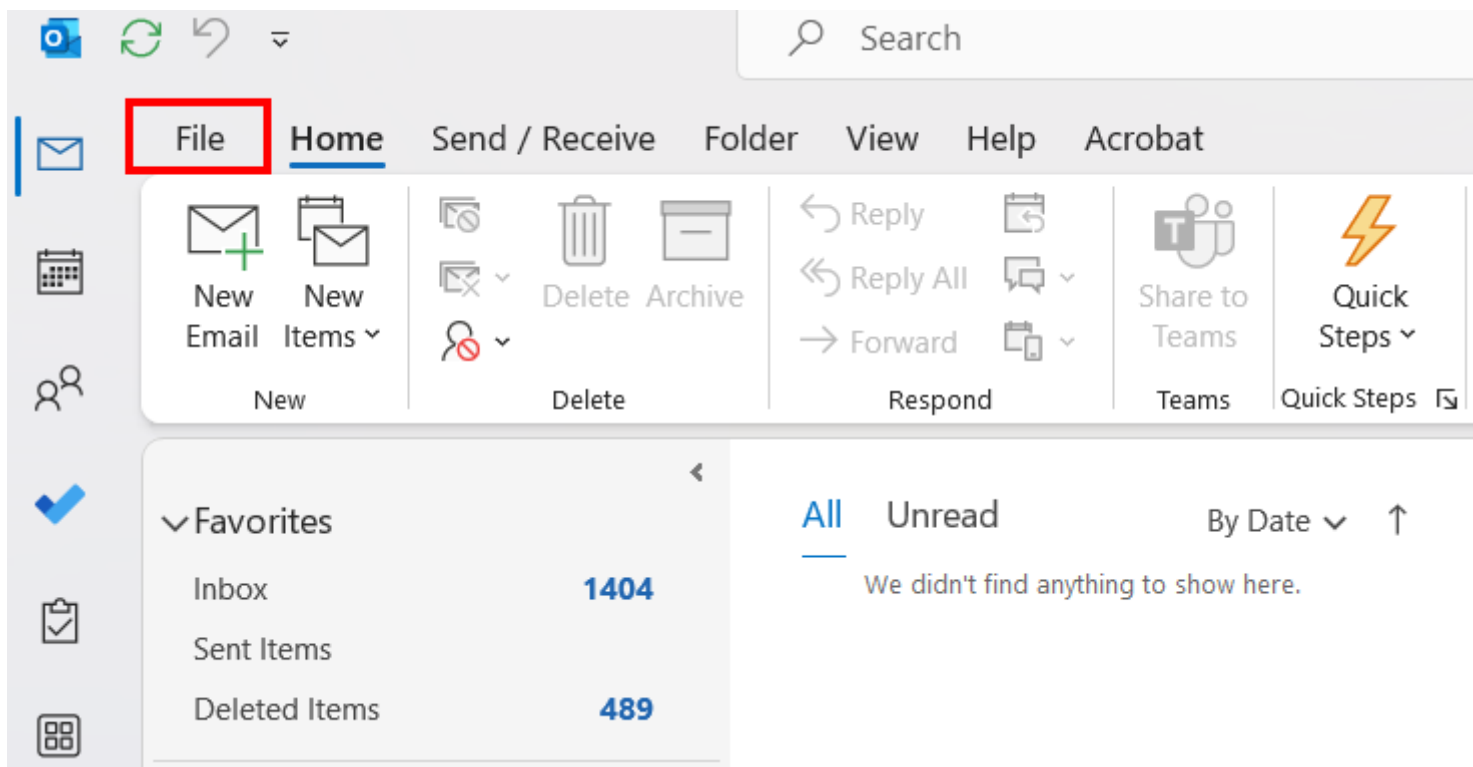 Search
File Home Send / Receive Folder View Help Acrobat
New Email
New Items
New
Delete
Archive
Delete
Reply
Reply All
Forward
Respond
Share to Teams
Teams
Quick Steps
Quick Steps
Favorites
Inbox 1404
Sent Items
Deleted Items 489
All Unread By Date
We didn't find anything to show here.